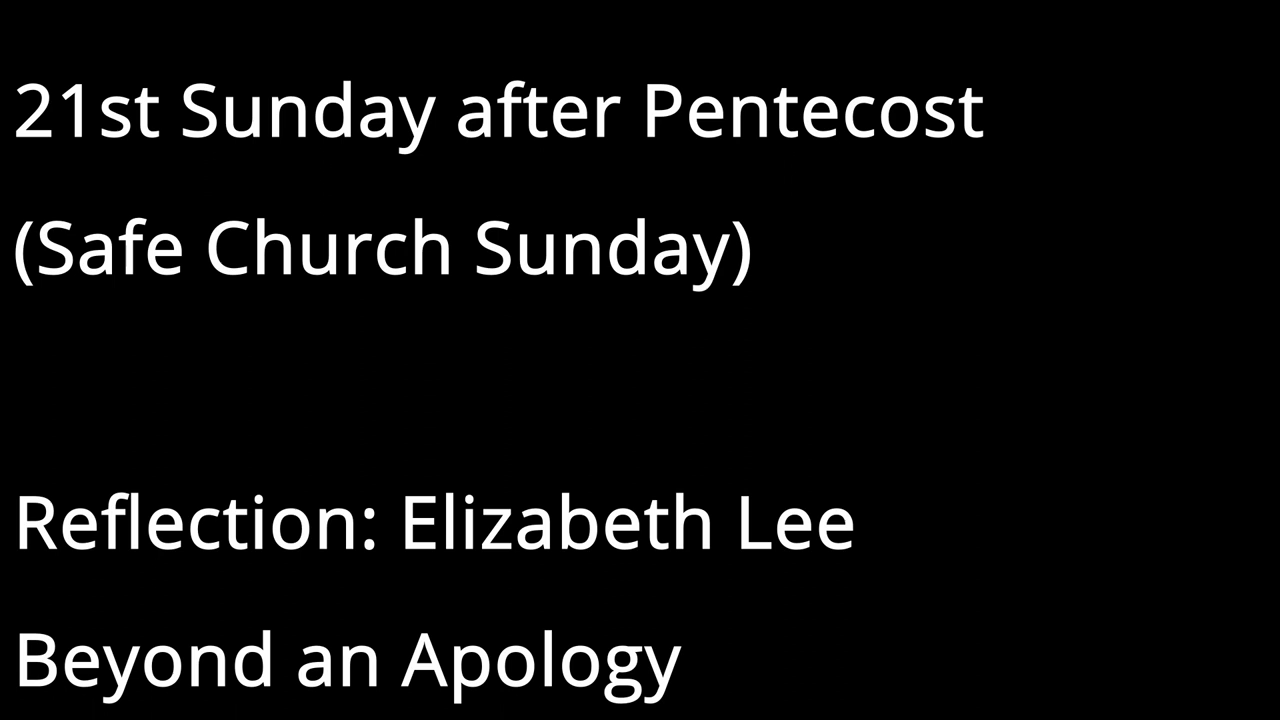 21st Sunday after Pentecost
(Safe Church Sunday)
Reflection: Elizabeth Lee
Beyond an Apology